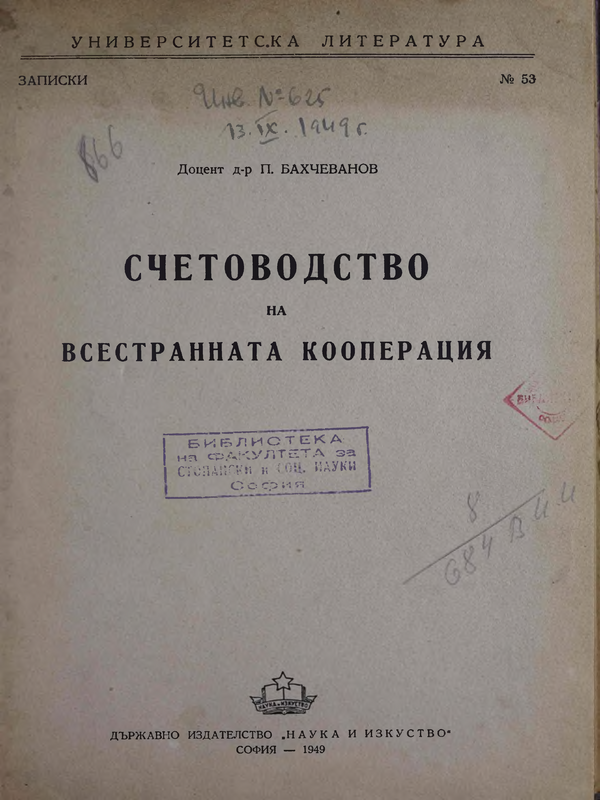 УНИВЕРСИТЕТСКА ЛИТЕРАТУРА
ЗАПИСКИ № 53
Инв. № 625
13.IX.1949 г.
866
Доцент д-р П. БАХЧЕВАНОВ
СЧЕТОВОДСТВО
НА
ВСЕСТРАННАТА КООПЕРАЦИЯ
БИБЛИОТЕКА
на ФАКУЛТЕТА за
СТОПАНСКИ и СОЦ. НАУКИ
София
8
684 В И И
НАУКА И ИЗКУСТВО
ДЪРЖАВНО ИЗДАТЕЛСТВО „НАУКА И ИЗКУСТВО"
СОФИЯ — 1949